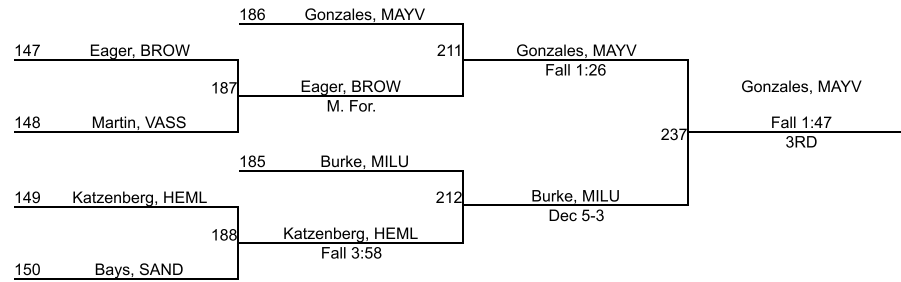 186 Gonzales, MAYV
147 Eager, BROW
211 Gonzales, MAYV
Fall 1:26
187 Eager, BROW
M. For.
Gonzales, MAYV
148 Martin, VASS
237 Fall 1:47
3RD
185 Burke, MILU
149 Katzenberg, HEML
212 Burke, MILU
Dec 5-3
188 Katzenberg, HEML
Fall 3:58
150 Bays, SAND